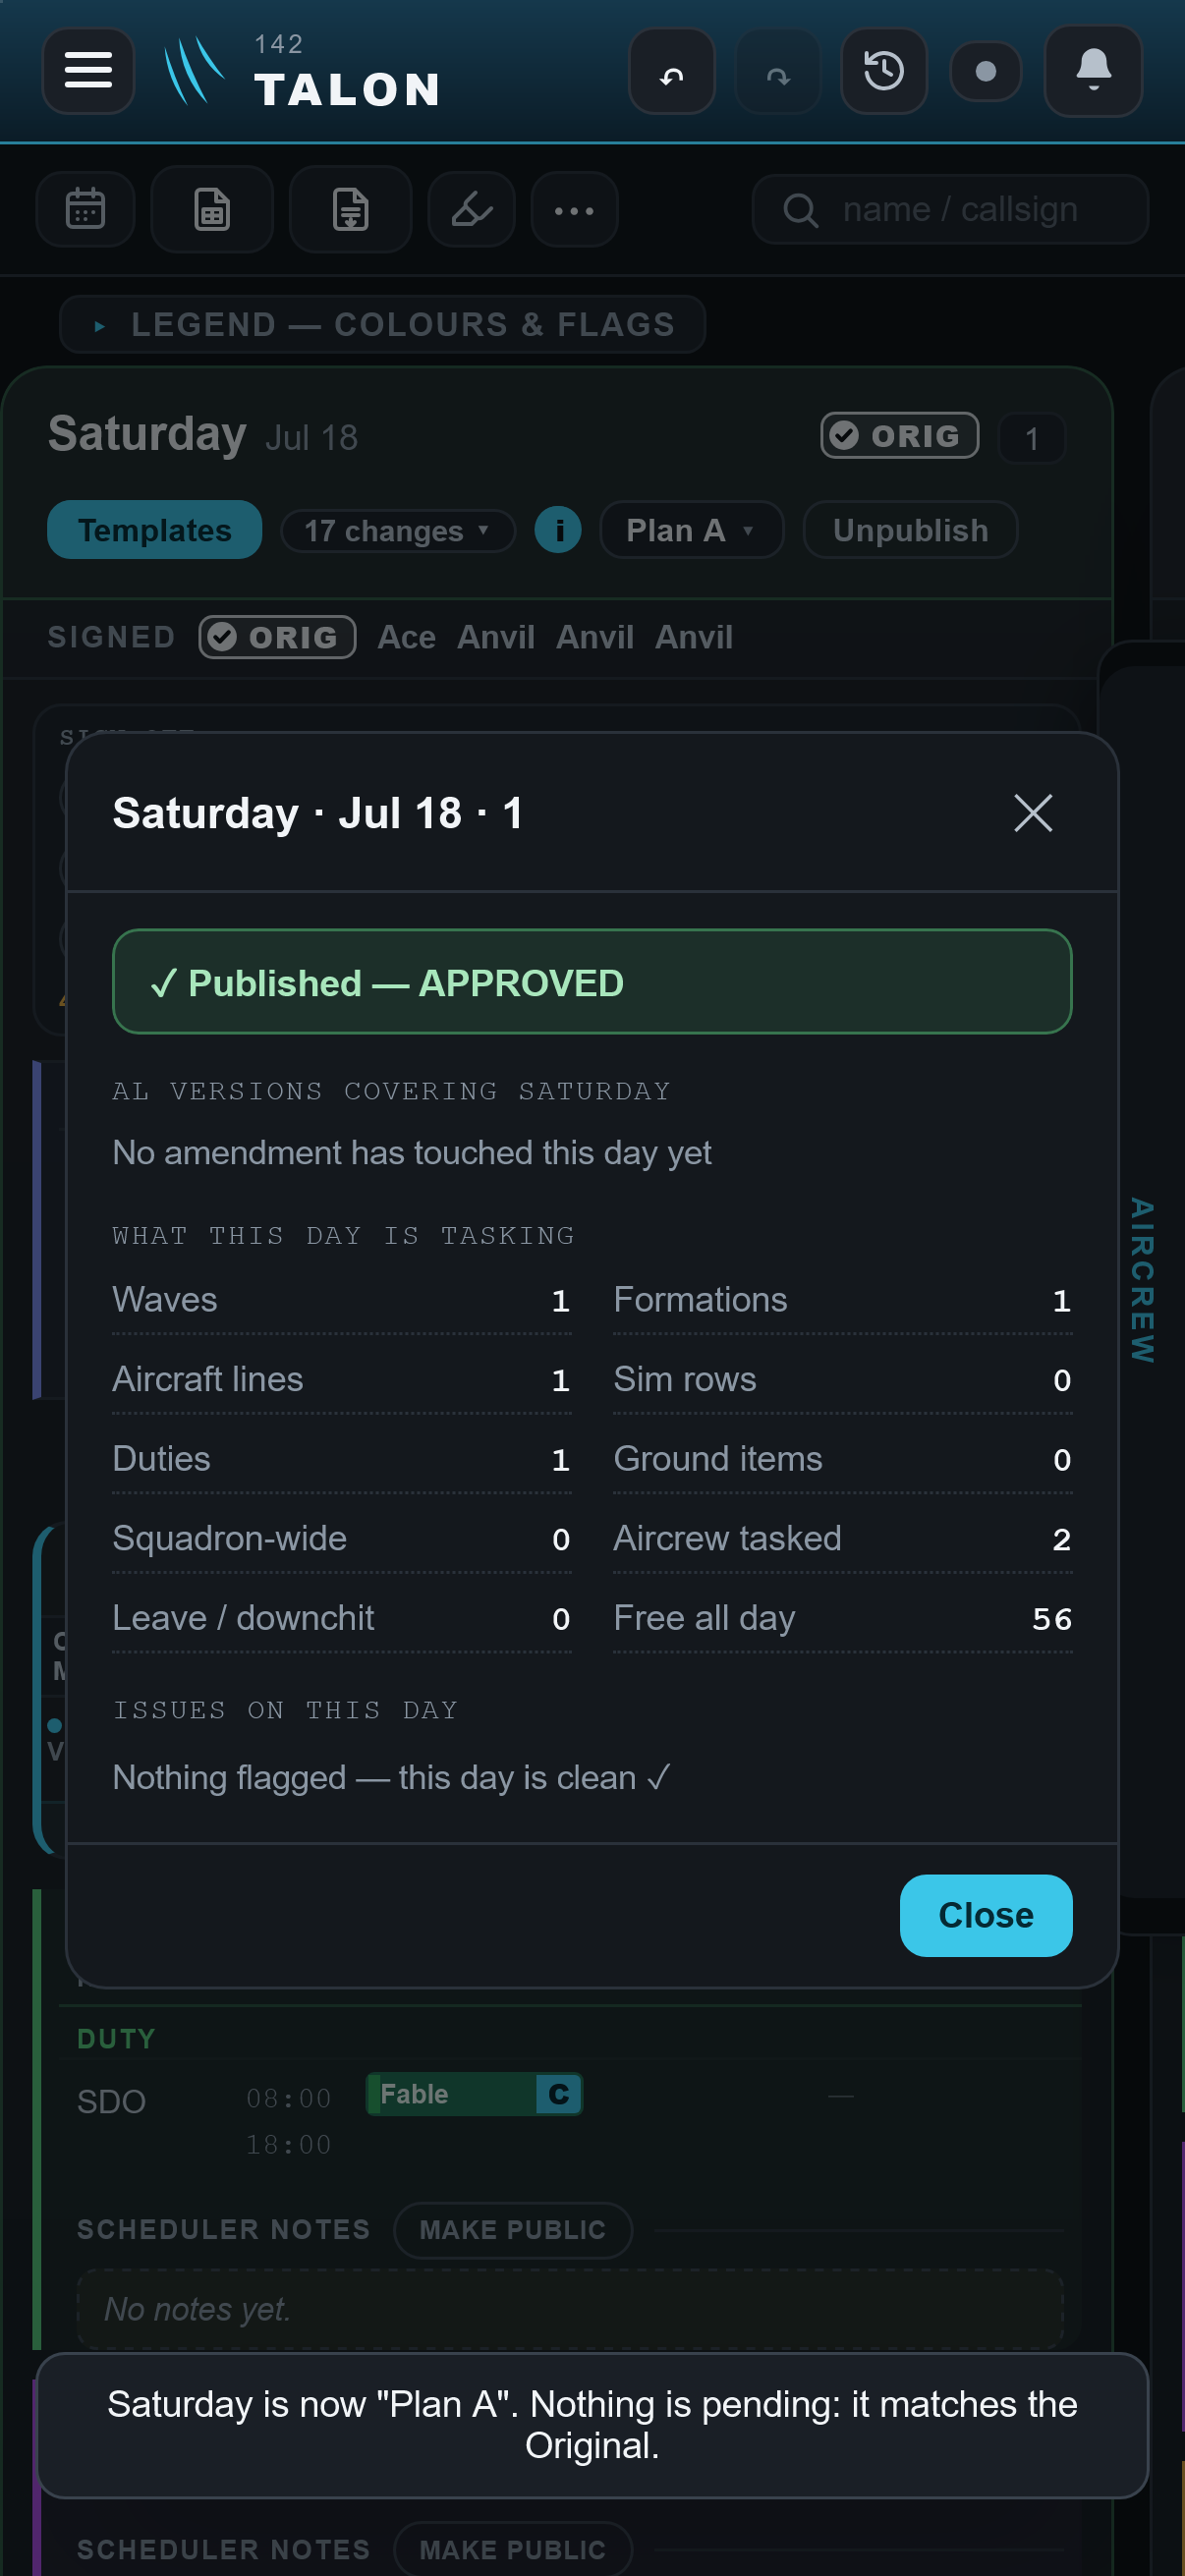 142
TALON
name / callsign
LEGEND — COLOURS & FLAGS
Saturday Jul 18 ORIG 1
Templates 17 changes i Plan A Unpublish
SIGNED ORIG Ace Anvil Anvil Anvil
Saturday · Jul 18 · 1
✓ Published — APPROVED
AL VERSIONS COVERING SATURDAY
No amendment has touched this day yet
WHAT THIS DAY IS TASKING
Waves 1 Formations 1
Aircraft lines 1 Sim rows 0
Duties 1 Ground items 0
Squadron-wide 0 Aircrew tasked 2
Leave / downchit 0 Free all day 56
ISSUES ON THIS DAY
Nothing flagged — this day is clean ✓
Close
AIRCREW
DUTY
SDO 08:00 Fable C —
18:00
SCHEDULER NOTES MAKE PUBLIC
No notes yet.
Saturday is now "Plan A". Nothing is pending: it matches the
Original.
SCHEDULER NOTES MAKE PUBLIC